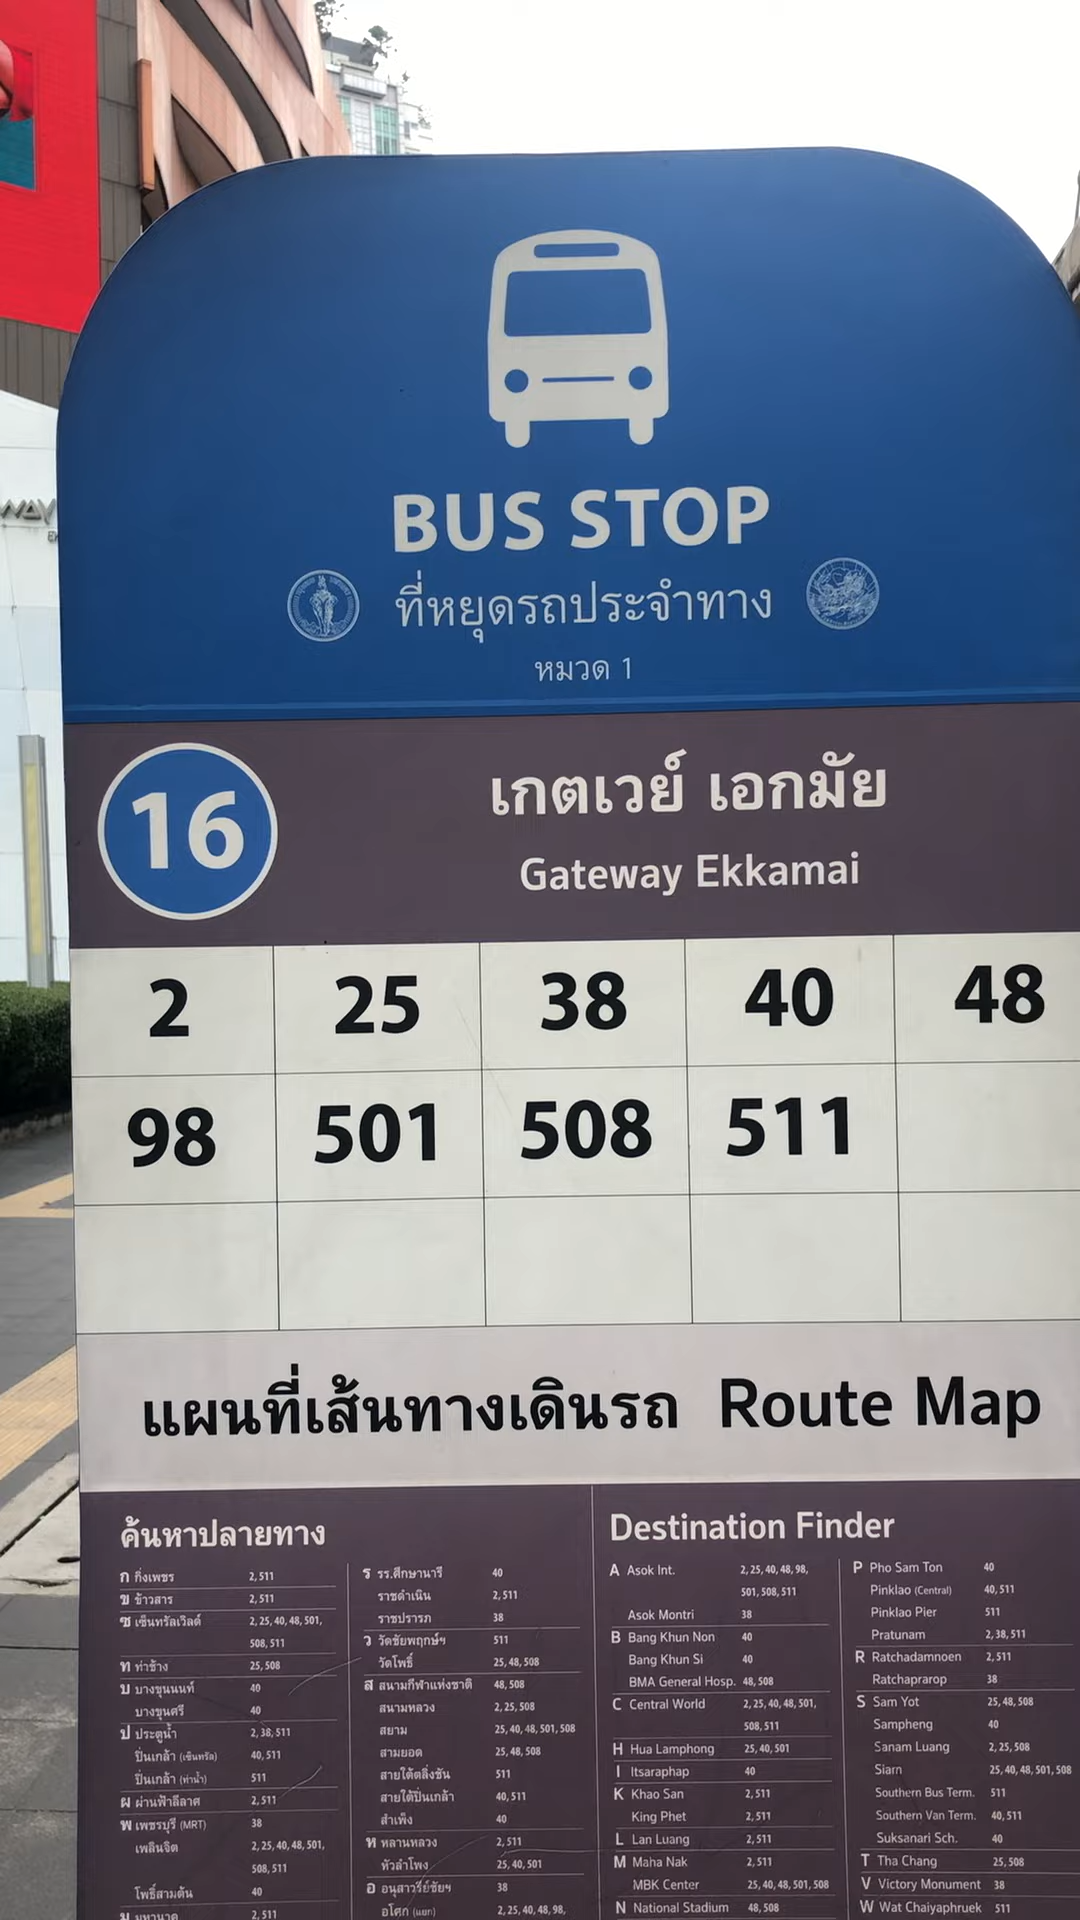 WAY
BUS STOP
ที่หยุดรถประจำทาง
หมวด 1
16
เกตเวย์ เอกมัย
Gateway Ekkamai
2 25 38 40 48
98 501 508 511
แผนที่เส้นทางเดินรถ Route Map
ค้นหาปลายทาง
ก กิ่งเพชร 2, 511
ข ข้าวสาร 2, 511
ซ เซ็นทรัลเวิลด์ 2, 25, 40, 48, 501,
508, 511
ท ท่าช้าง 25, 508
บ บางขุนนนท์ 40
บางขุนศรี 40
ป ประตูน้ำ 2, 38, 511
ปิ่นเกล้า (เซ็นทรัล) 40, 511
ปิ่นเกล้า (ท่าน้ำ) 511
ผ ผ่านฟ้าลีลาศ 2, 511
พ เพชรบุรี (MRT) 38
เพลินจิต 2, 25, 40, 48, 501,
508, 511
โพธิ์สามต้น 40
ม มหานาค 2, 511
ร รร.ศึกษานารี 40
ราชดำเนิน 2, 511
ราชปรารภ 38
ว วัดชัยพฤกษ์ฯ 511
วัดโพธิ์ 25, 48, 508
ส สนามกีฬาแห่งชาติ 48, 508
สนามหลวง 2, 25, 508
สยาม 25, 40, 48, 501, 508
สามยอด 25, 48, 508
สายใต้ตลิ่งชัน 511
สายใต้ปิ่นเกล้า 40, 511
สำเพ็ง 40
ห หลานหลวง 2, 511
หัวลำโพง 25, 40, 501
อ อนุสาวรีย์ชัยฯ 38
อโศก (แยก) 2, 25, 40, 48, 98,
Destination Finder
A Asok Int. 2, 25, 40, 48, 98,
501, 508, 511
Asok Montri 38
B Bang Khun Non 40
Bang Khun Si 40
BMA General Hosp. 48, 508
C Central World 2, 25, 40, 48, 501,
508, 511
H Hua Lamphong 25, 40, 501
I Itsaraphap 40
K Khao San 2, 511
King Phet 2, 511
L Lan Luang 2, 511
M Maha Nak 2, 511
MBK Center 25, 40, 48, 501, 508
N National Stadium 48, 508
P Pho Sam Ton 40
Pinklao (Central) 40, 511
Pinklao Pier 511
Pratunam 2, 38, 511
R Ratchadamnoen 2, 511
Ratchaprarop 38
S Sam Yot 25, 48, 508
Sampheng 40
Sanam Luang 2, 25, 508
Siam 25, 40, 48, 501, 508
Southern Bus Term. 511
Southern Van Term. 40, 511
Suksanari Sch. 40
T Tha Chang 25, 508
V Victory Monument 38
W Wat Chaiyaphruek 511